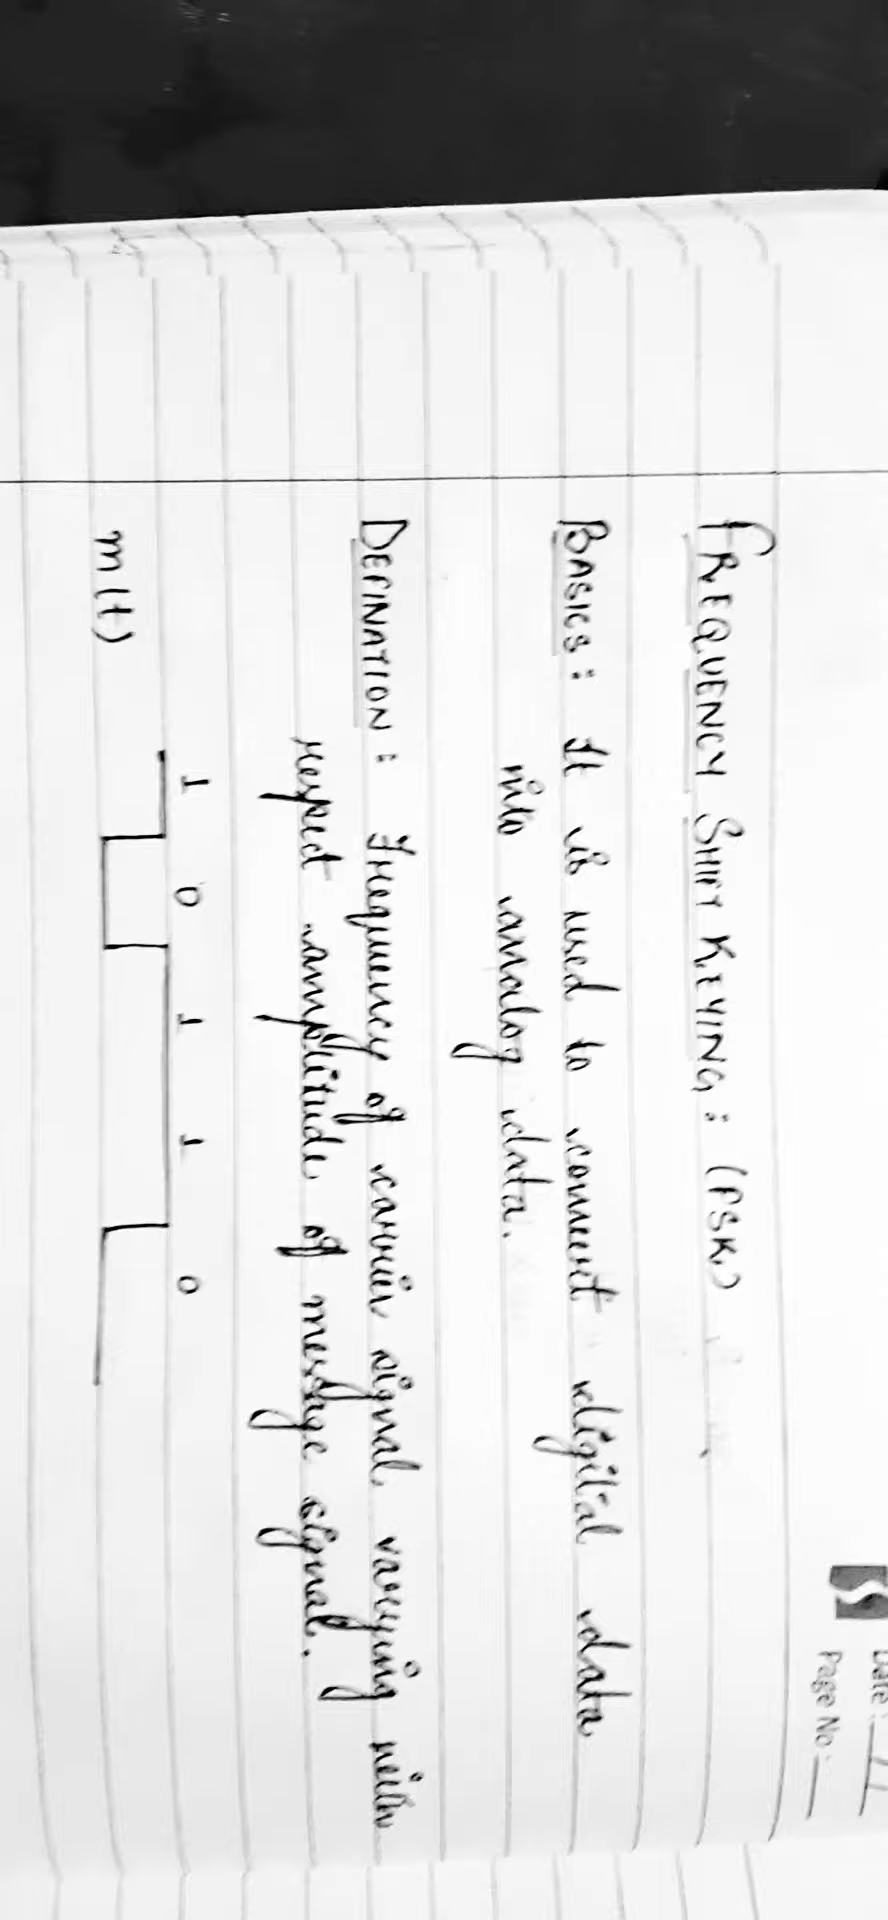 Date: //
Page No:
FREQUENCY SHIFT KEYING: (FSK)
BASICS: It is used to convert digital data
into analog data.
DEFINATION: Frequency of carrier signal varying with
respect amplitude of message signal.
1 0 1 1 0
m(t)